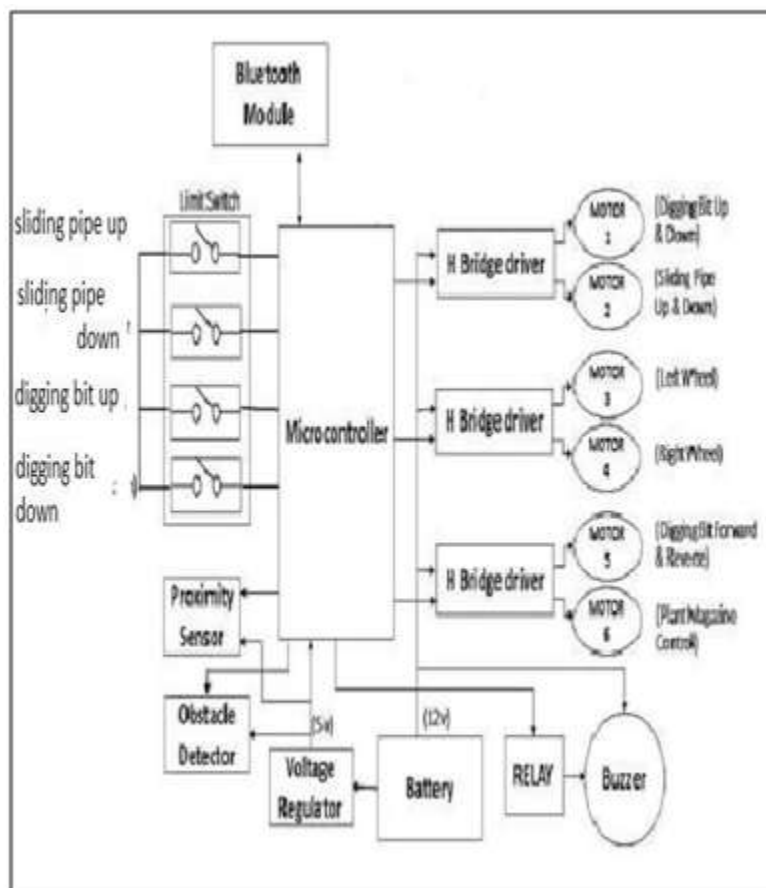 Bluetooth
Module
Limit Switch
sliding pipe up
sliding pipe
down
digging bit up
digging bit
down
Microcontroller
H Bridge driver
MOTOR
1
(Digging Bit Up
& Down)
MOTOR
2
(Sliding Pipe
Up & Down)
H Bridge driver
MOTOR
3
(Left Wheel)
MOTOR
4
(Right Wheel)
H Bridge driver
MOTOR
5
(Digging Bit Forward
& Reverse)
MOTOR
6
(Plant Magazine
Control)
Proximity
Sensor
Obstacle
Detector
(5v)
Voltage
Regulator
(12v)
Battery
RELAY
Buzzer